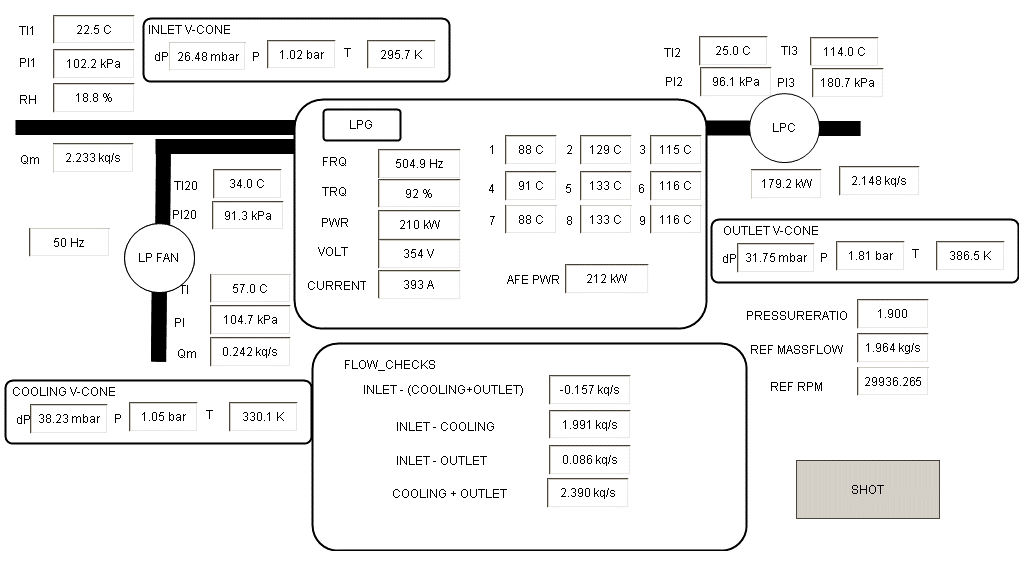 TI1 22.5 C
PI1 102.2 kPa
RH 18.8 %
INLET V-CONE
dP 26.48 mbar P 1.02 bar T 295.7 K
TI2 25.0 C TI3 114.0 C
PI2 96.1 kPa PI3 180.7 kPa
LPG
LPC
Qm 2.233 kg/s
FRQ 504.9 Hz
TRQ 92 %
PWR 210 kW
VOLT 354 V
CURRENT 393 A
1 88 C 2 129 C 3 115 C
4 91 C 5 133 C 6 116 C
7 88 C 8 133 C 9 116 C
AFE PWR 212 kW
179.2 kW 2.148 kg/s
TI20 34.0 C
PI20 91.3 kPa
50 Hz
LP FAN
TI 57.0 C
PI 104.7 kPa
Qm 0.242 kg/s
OUTLET V-CONE
dP 31.75 mbar P 1.81 bar T 386.5 K
PRESSURERATIO 1.900
REF MASSFLOW 1.964 kg/s
REF RPM 29936.265
COOLING V-CONE
dP 38.23 mbar P 1.05 bar T 330.1 K
FLOW_CHECKS
INLET - (COOLING+OUTLET) -0.157 kg/s
INLET - COOLING 1.991 kg/s
INLET - OUTLET 0.086 kg/s
COOLING + OUTLET 2.390 kg/s
SHOT